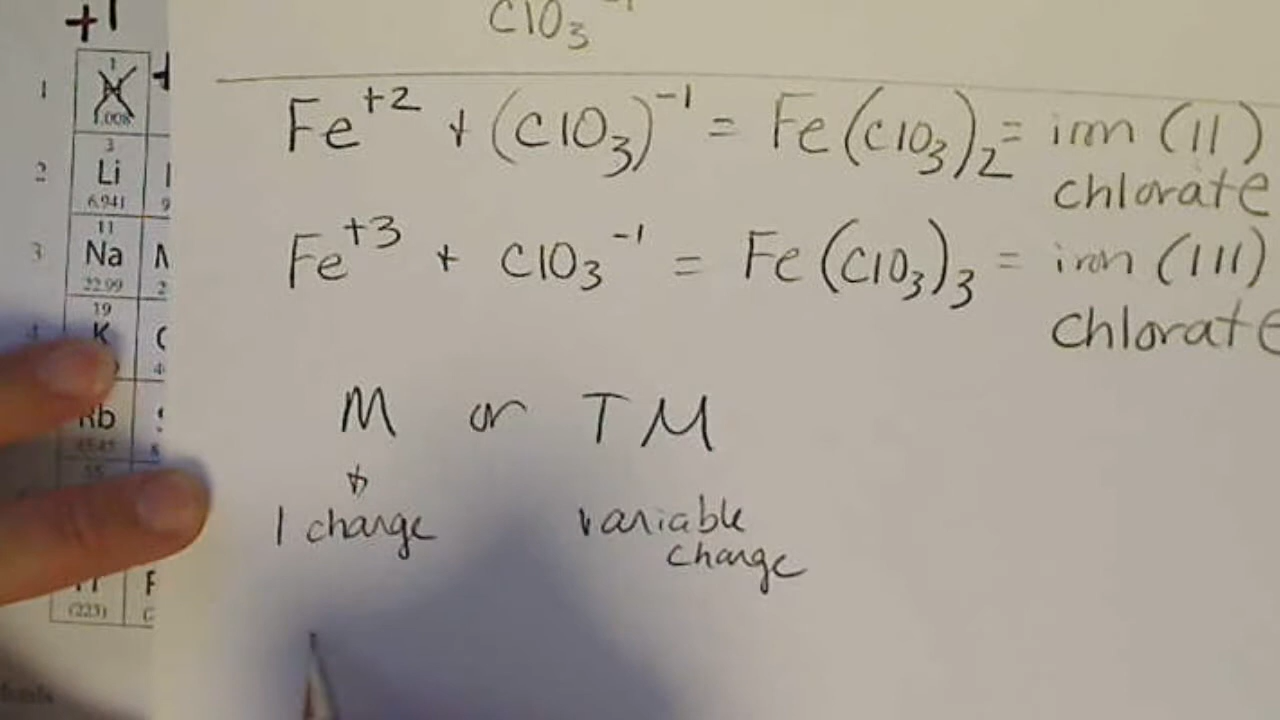 +1
ClO3 -1
1
1
1.008
Fe+2 + (ClO3)-1 = Fe(ClO3)2 = iron (II)
chlorate
2
3
Li
6.941
3
11
Na
22.99
Fe+3 + ClO3-1 = Fe(ClO3)3 = iron (III)
chlorate
19
K
Rb
M or TM
1 charge variable
charge
(223)